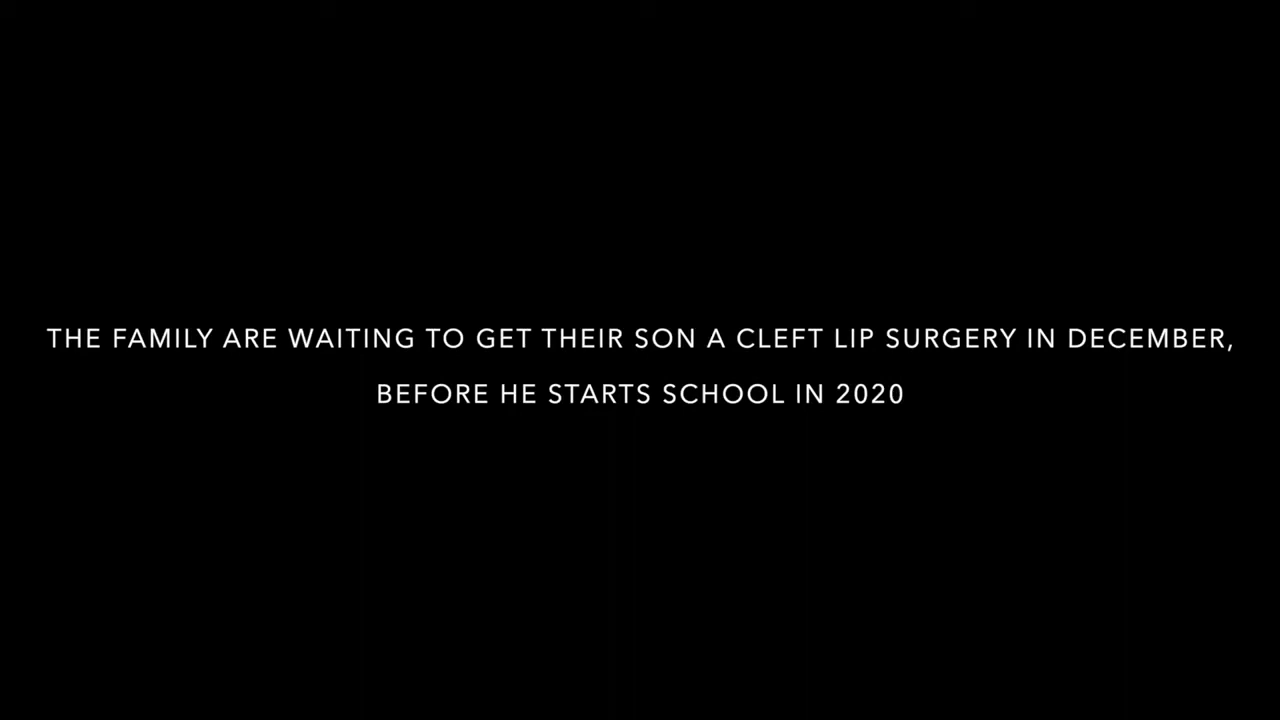 THE FAMILY ARE WAITING TO GET THEIR SON A CLEFT LIP SURGERY IN DECEMBER,
BEFORE HE STARTS SCHOOL IN 2020